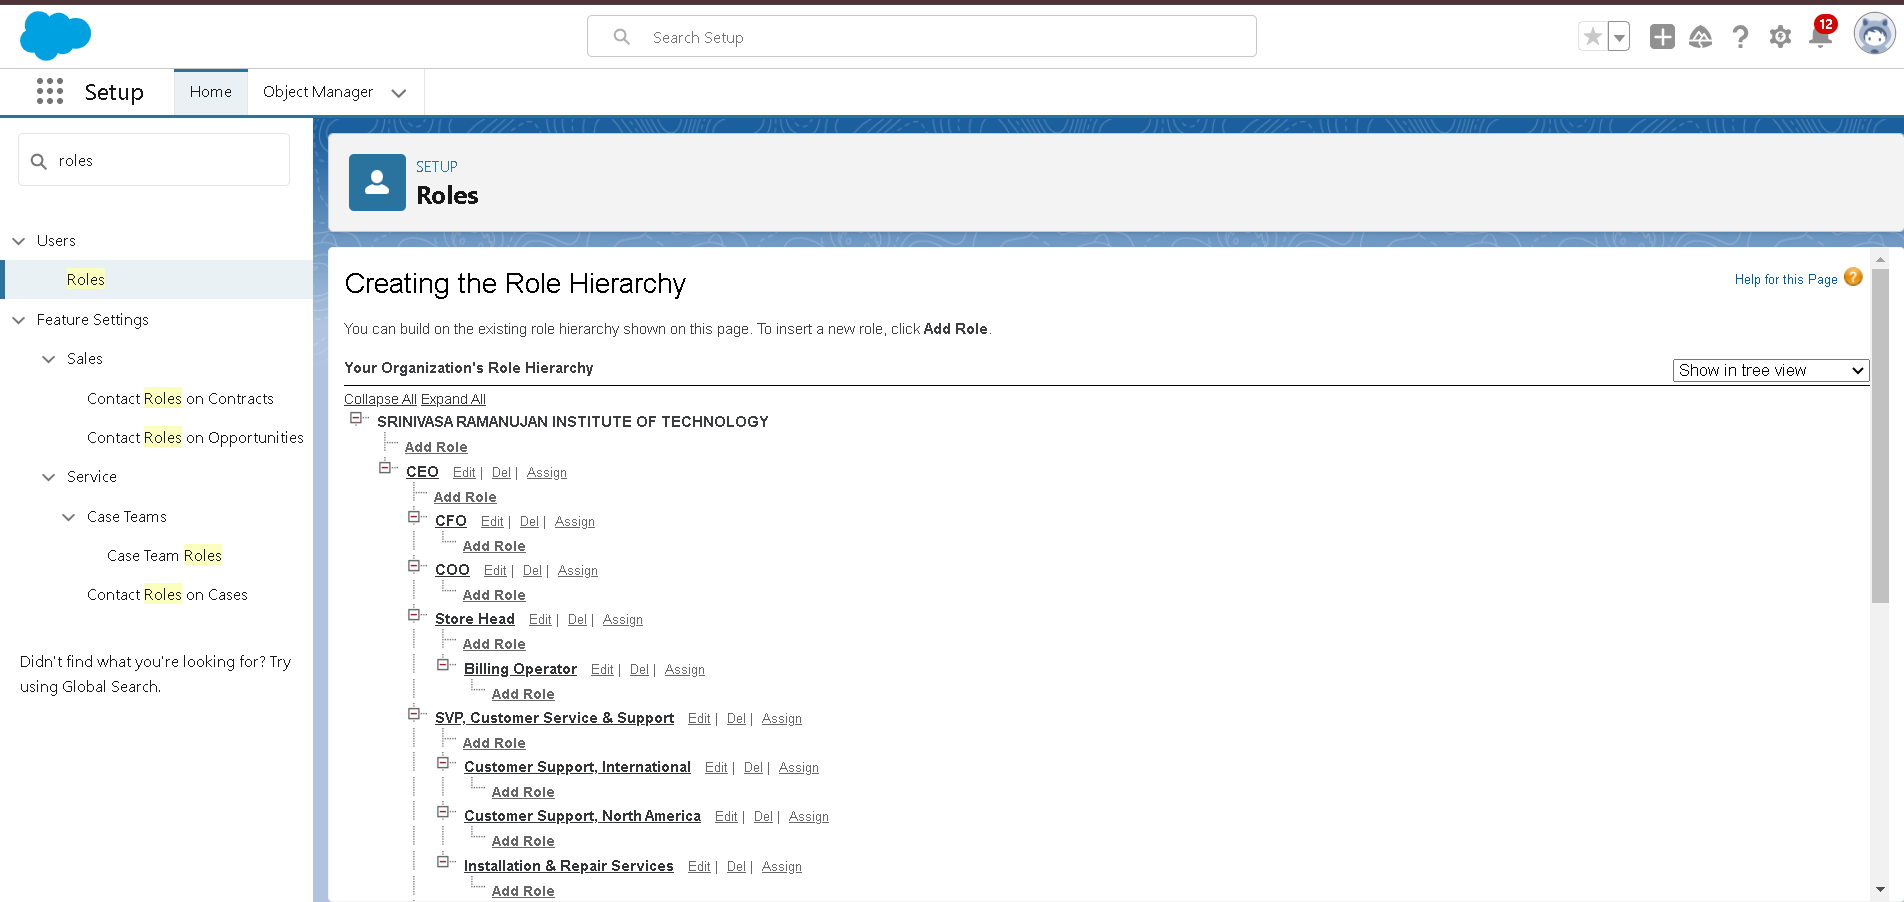 Search Setup
12
Setup
Home
Object Manager
roles
Users
Roles
Feature Settings
Sales
Contact Roles on Contracts
Contact Roles on Opportunities
Service
Case Teams
Case Team Roles
Contact Roles on Cases
Didn't find what you're looking for? Try
using Global Search.
SETUP
Roles
Creating the Role Hierarchy
Help for this Page ?
You can build on the existing role hierarchy shown on this page. To insert a new role, click Add Role.
Your Organization's Role Hierarchy
Show in tree view
Collapse All Expand All
SRINIVASA RAMANUJAN INSTITUTE OF TECHNOLOGY
Add Role
CEO Edit | Del | Assign
Add Role
CFO Edit | Del | Assign
Add Role
COO Edit | Del | Assign
Add Role
Store Head Edit | Del | Assign
Add Role
Billing Operator Edit | Del | Assign
Add Role
SVP, Customer Service & Support Edit | Del | Assign
Add Role
Customer Support, International Edit | Del | Assign
Add Role
Customer Support, North America Edit | Del | Assign
Add Role
Installation & Repair Services Edit | Del | Assign
Add Role